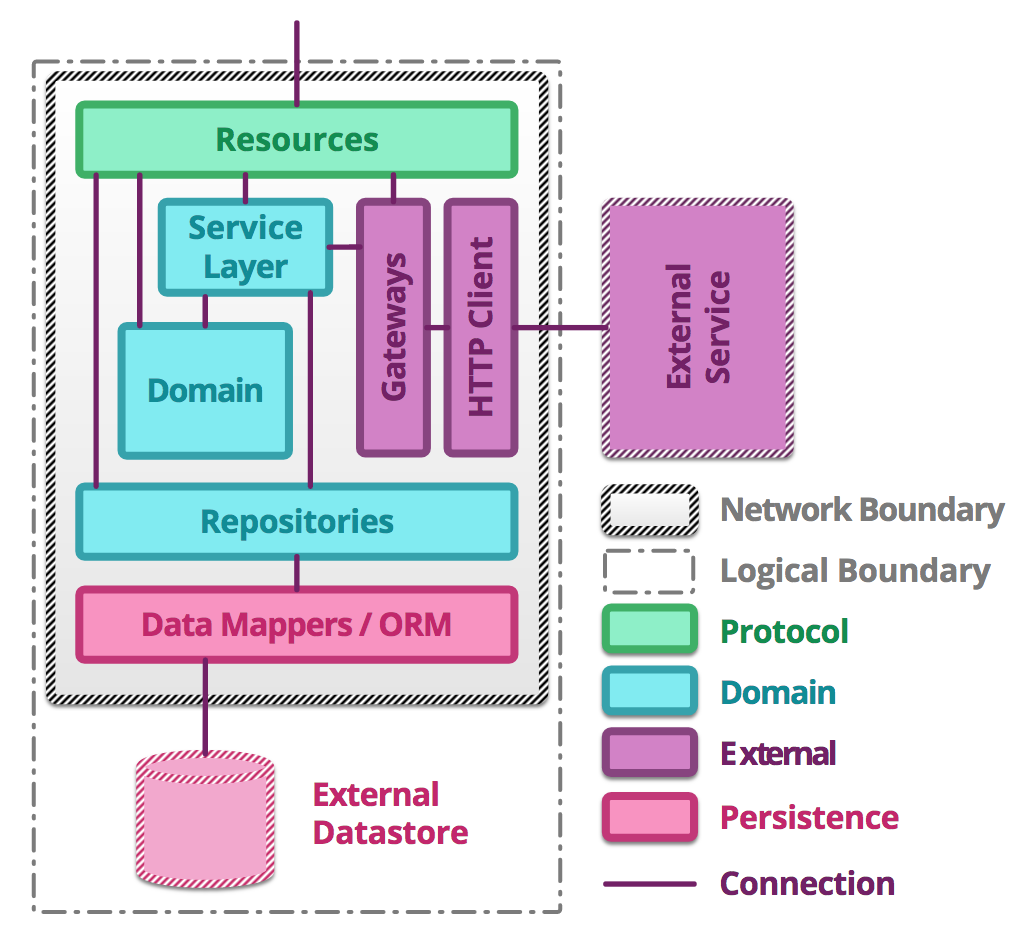 Resources
Service
Layer
Gateways
HTTP Client
External
Service
Domain
Repositories
Data Mappers / ORM
External
Datastore
Network Boundary
Logical Boundary
Protocol
Domain
External
Persistence
Connection